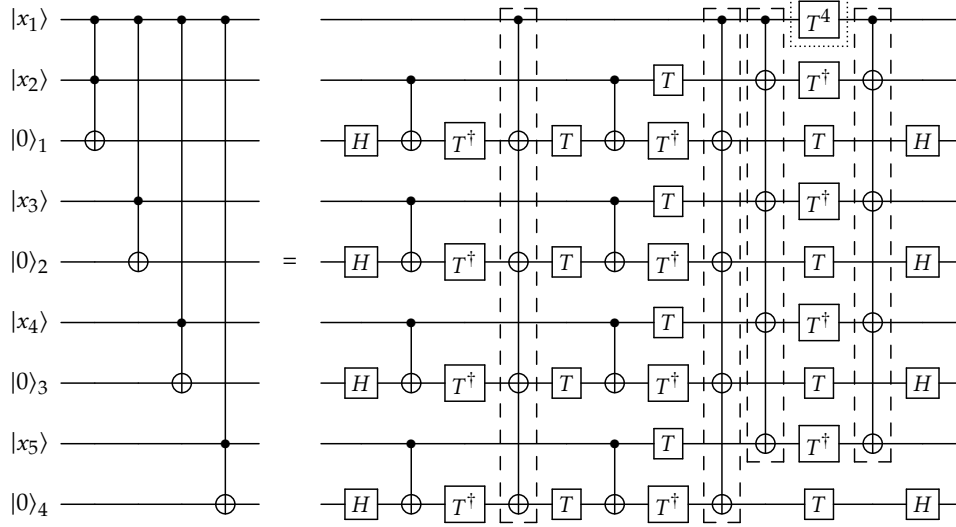 |x₁⟩ T⁴
|x₂⟩ T T†
|0⟩₁ H T† T T† T H
|x₃⟩ T T†
|0⟩₂ = H T† T T† T H
|x₄⟩ T T†
|0⟩₃ H T† T T† T H
|x₅⟩ T T†
|0⟩₄ H T† T T† T H